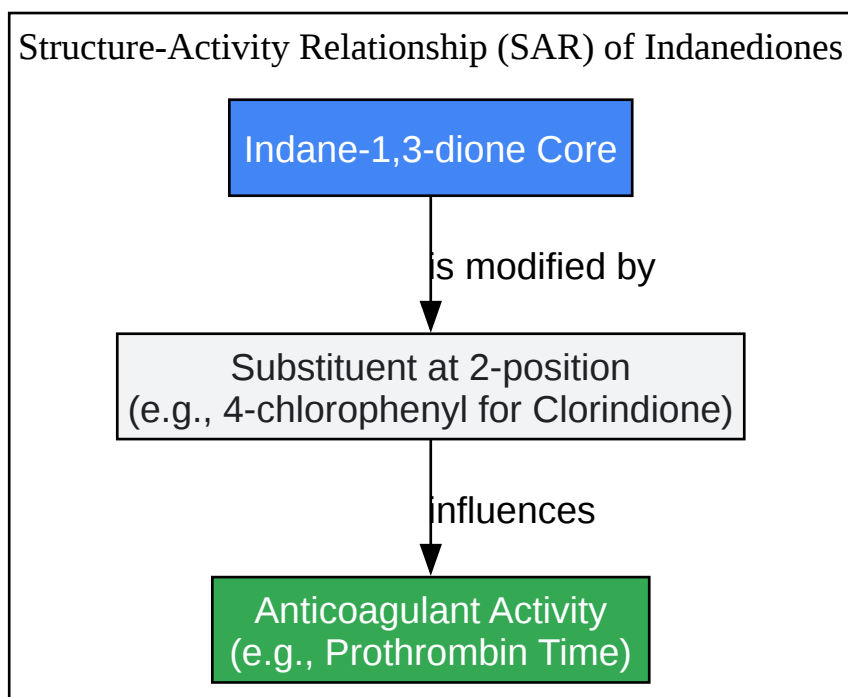 Structure-Activity Relationship (SAR) of Indanediones
Indane-1,3-dione Core
is modified by
Substituent at 2-position
(e.g., 4-chlorophenyl for Clorindione)
influences
Anticoagulant Activity
(e.g., Prothrombin Time)